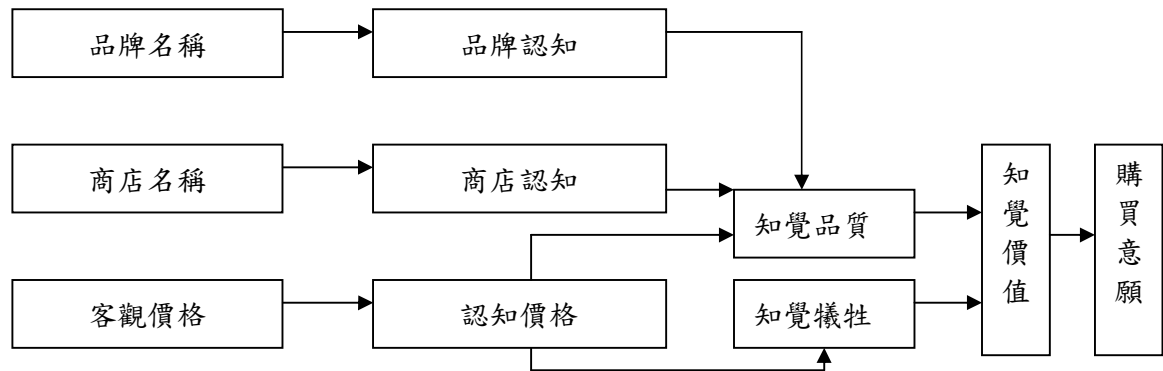 品牌名稱
品牌認知
商店名稱
商店認知
知覺品質
客觀價格
認知價格
知覺犧牲
知覺價值
購買意願